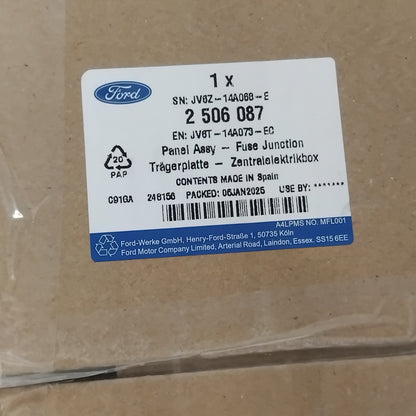 Ford
1 x
SN: JV6Z-14A068-E
2 506 087
EN: JV6T-14A073-EC
Panel Assy - Fuse Junction
Trägerplatte - Zentralelektrikbox
20
PAP
CONTENTS MADE IN Spain
C91GA 248156 PACKED: 06JAN2025 USE BY: *******
A4LPMS NO. MFL001
Ford-Werke GmbH, Henry-Ford-Straße 1, 50735 Köln
Ford Motor Company Limited, Arterial Road, Laindon, Essex. SS15 6EE